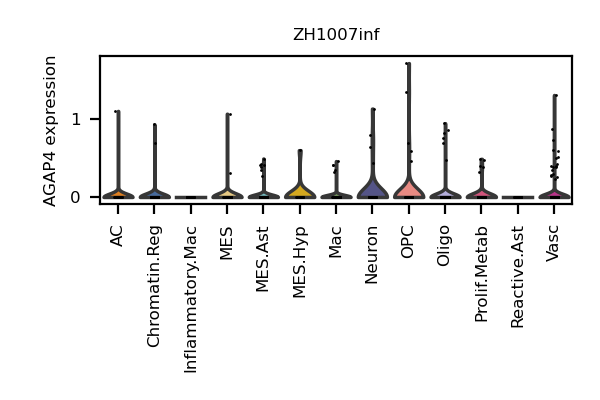 ZH1007inf
AGAP4 expression
1
0
AC
Chromatin.Reg
Inflammatory.Mac
MES
MES.Ast
MES.Hyp
Mac
Neuron
OPC
Oligo
Prolif.Metab
Reactive.Ast
Vasc